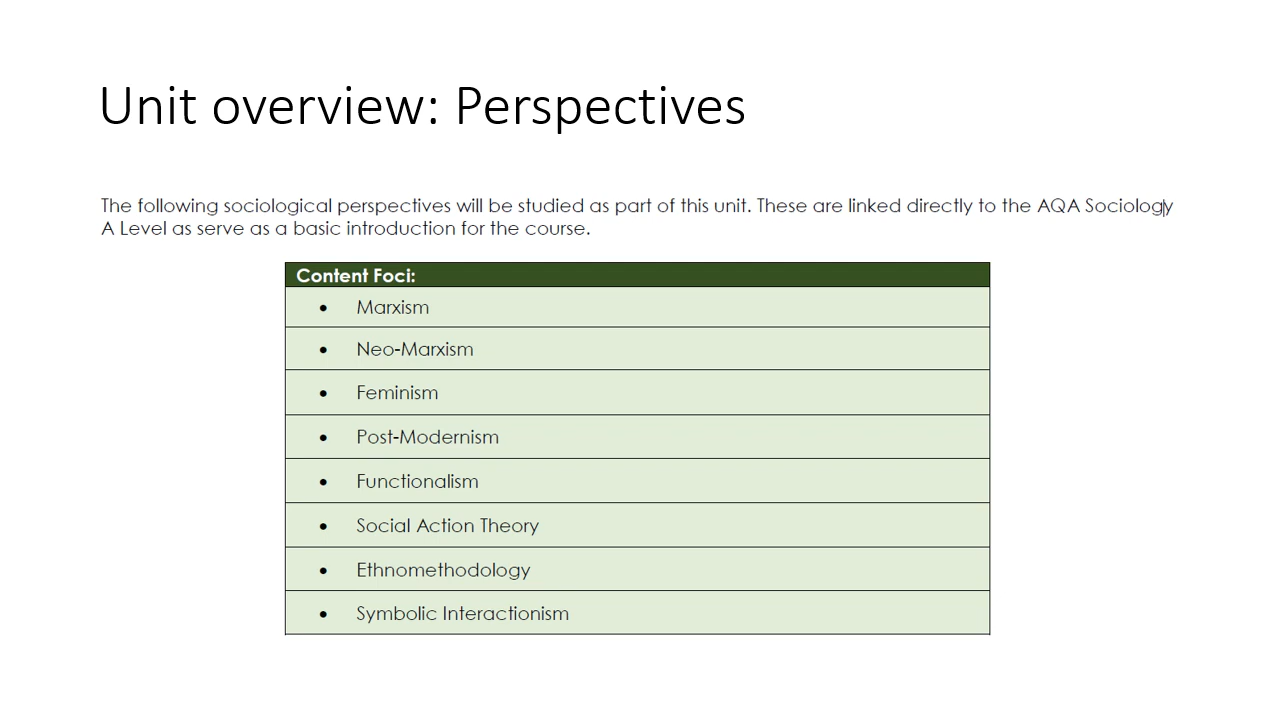 Unit overview: Perspectives
The following sociological perspectives will be studied as part of this unit. These are linked directly to the AQA Sociology
A Level as serve as a basic introduction for the course.
Content Foci:
• Marxism
• Neo-Marxism
• Feminism
• Post-Modernism
• Functionalism
• Social Action Theory
• Ethnomethodology
• Symbolic Interactionism